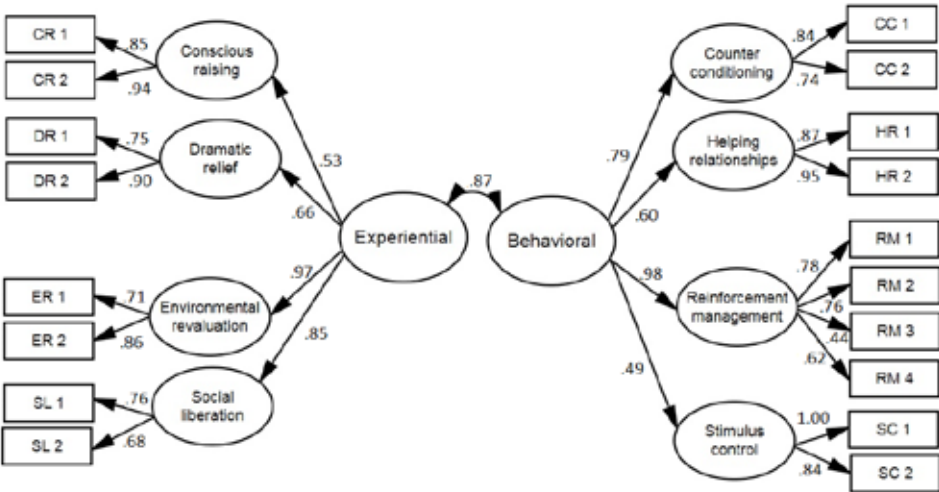 CR 1
.85
CR 2
.94
Conscious
raising
DR 1
.75
DR 2
.90
Dramatic
relief
.53
.66
Experiential
.97
.85
ER 1
.71
ER 2
.86
Environmental
revaluation
SL 1
.76
SL 2
.68
Social
liberation
.87
Behavioral
.79
.60
.98
.49
Counter
conditioning
.84
CC 1
.74
CC 2
Helping
relationships
.87
HR 1
.95
HR 2
Reinforcement
management
.78
RM 1
.76
RM 2
.44
RM 3
.62
RM 4
Stimulus
control
1.00
SC 1
.84
SC 2